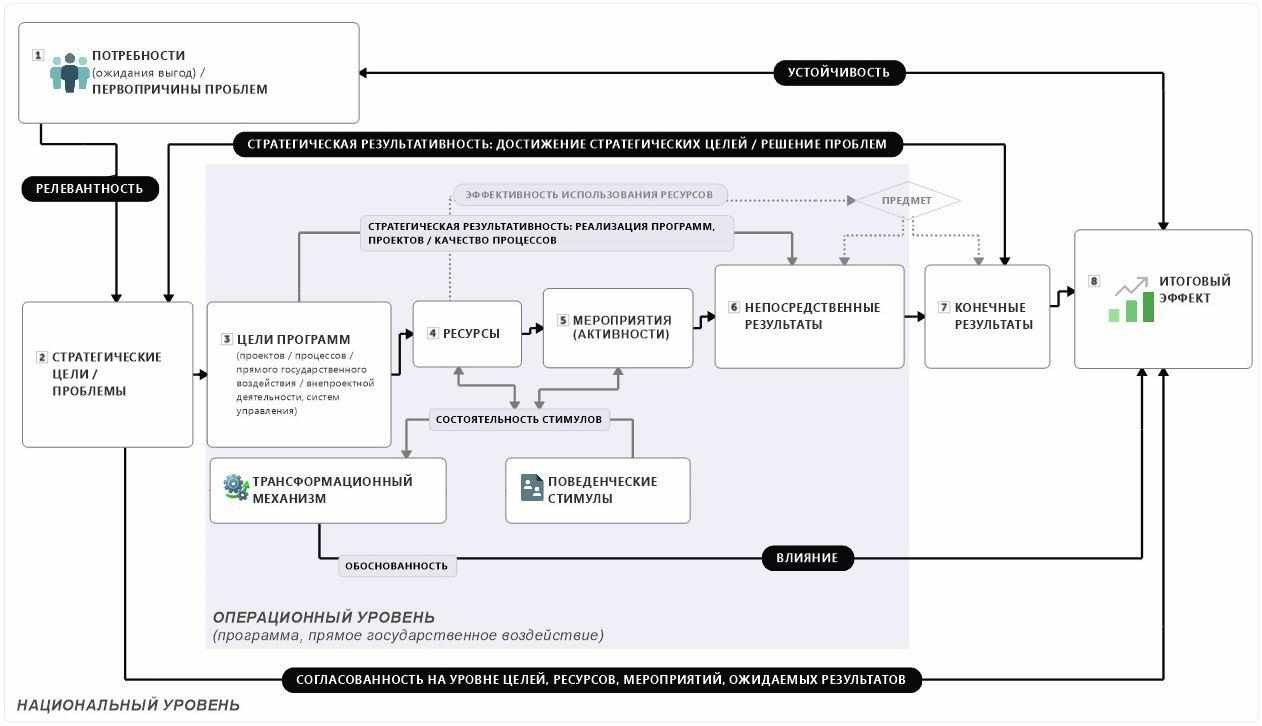 1
ПОТРЕБНОСТИ
(ожидания выгод) /
ПЕРВОПРИЧИНЫ ПРОБЛЕМ
УСТОЙЧИВОСТЬ
СТРАТЕГИЧЕСКАЯ РЕЗУЛЬТАТИВНОСТЬ: ДОСТИЖЕНИЕ СТРАТЕГИЧЕСКИХ ЦЕЛЕЙ / РЕШЕНИЕ ПРОБЛЕМ
РЕЛЕВАНТНОСТЬ
ЭФФЕКТИВНОСТЬ ИСПОЛЬЗОВАНИЯ РЕСУРСОВ
ПРЕДМЕТ
СТРАТЕГИЧЕСКАЯ РЕЗУЛЬТАТИВНОСТЬ: РЕАЛИЗАЦИЯ ПРОГРАММ,
ПРОЕКТОВ / КАЧЕСТВО ПРОЦЕССОВ
2 СТРАТЕГИЧЕСКИЕ
ЦЕЛИ /
ПРОБЛЕМЫ
3 ЦЕЛИ ПРОГРАММ
(проектов / процессов /
прямого государственного
воздействия / внепроектной
деятельности, систем
управления)
4 РЕСУРСЫ
5 МЕРОПРИЯТИЯ
(АКТИВНОСТИ)
6 НЕПОСРЕДСТВЕННЫЕ
РЕЗУЛЬТАТЫ
7 КОНЕЧНЫЕ
РЕЗУЛЬТАТЫ
8 ИТОГОВЫЙ
ЭФФЕКТ
СОСТОЯТЕЛЬНОСТЬ СТИМУЛОВ
ТРАНСФОРМАЦИОННЫЙ
МЕХАНИЗМ
ПОВЕДЕНЧЕСКИЕ
СТИМУЛЫ
ОБОСНОВАННОСТЬ
ВЛИЯНИЕ
ОПЕРАЦИОННЫЙ УРОВЕНЬ
(программа, прямое государственное воздействие)
СОГЛАСОВАННОСТЬ НА УРОВНЕ ЦЕЛЕЙ, РЕСУРСОВ, МЕРОПРИЯТИЙ, ОЖИДАЕМЫХ РЕЗУЛЬТАТОВ
НАЦИОНАЛЬНЫЙ УРОВЕНЬ